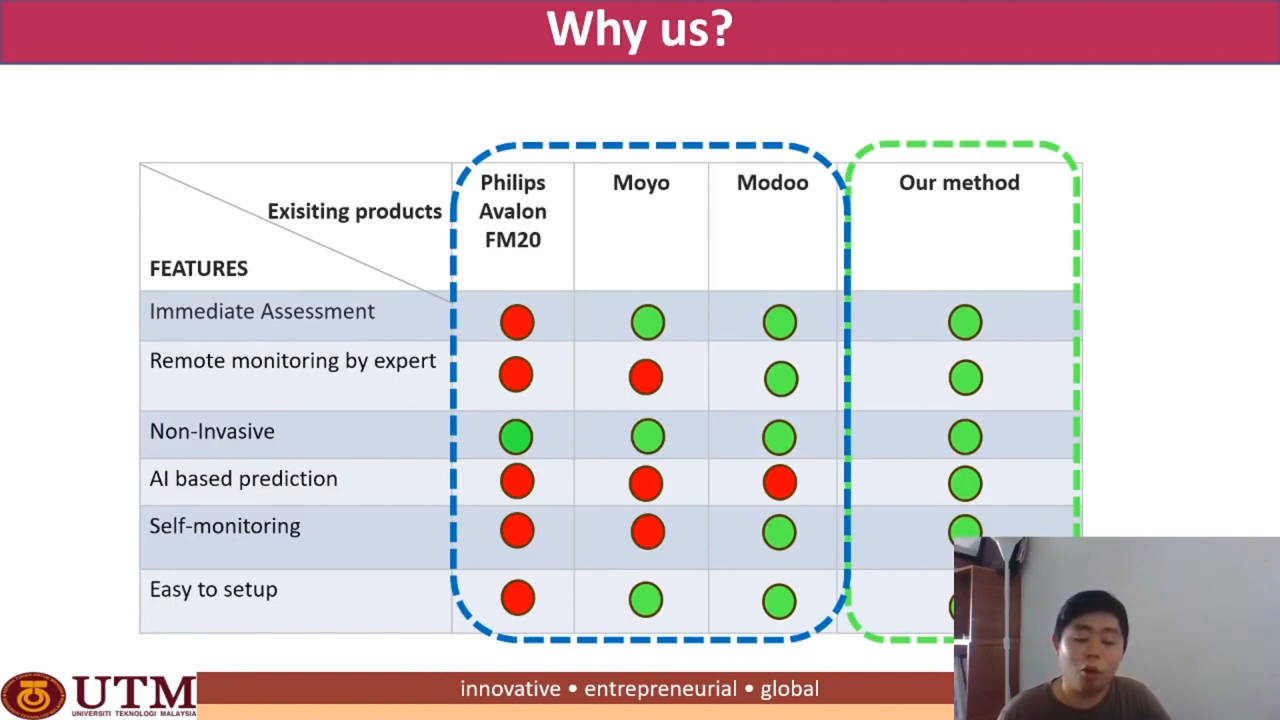 Why us?
Exisiting products
FEATURES
Philips
Avalon
FM20
Moyo
Modoo
Our method
Immediate Assessment
Remote monitoring by expert
Non-Invasive
AI based prediction
Self-monitoring
Easy to setup
UTM
UNIVERSITI TEKNOLOGI MALAYSIA
innovative • entrepreneurial • global